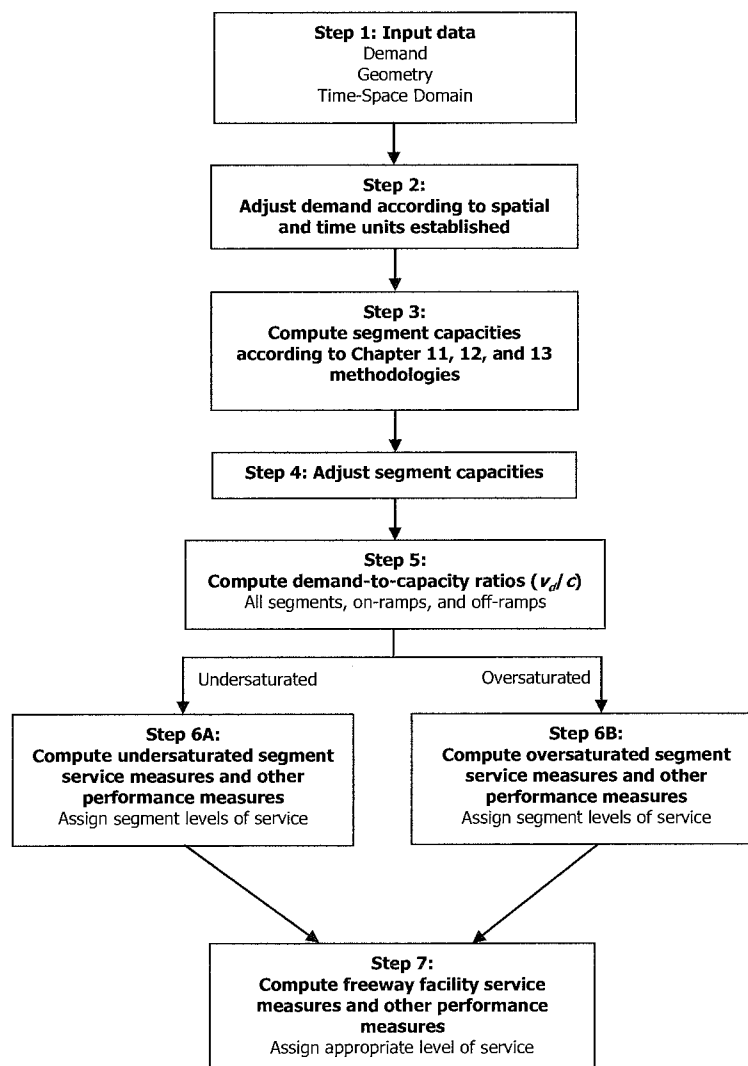 Step 1: Input data
Demand
Geometry
Time-Space Domain
Step 2:
Adjust demand according to spatial
and time units established
Step 3:
Compute segment capacities
according to Chapter 11, 12, and 13
methodologies
Step 4: Adjust segment capacities
Step 5:
Compute demand-to-capacity ratios (v_d/c)
All segments, on-ramps, and off-ramps
Undersaturated
Oversaturated
Step 6A:
Compute undersaturated segment
service measures and other
performance measures
Assign segment levels of service
Step 6B:
Compute oversaturated segment
service measures and other
performance measures
Assign segment levels of service
Step 7:
Compute freeway facility service
measures and other performance
measures
Assign appropriate level of service